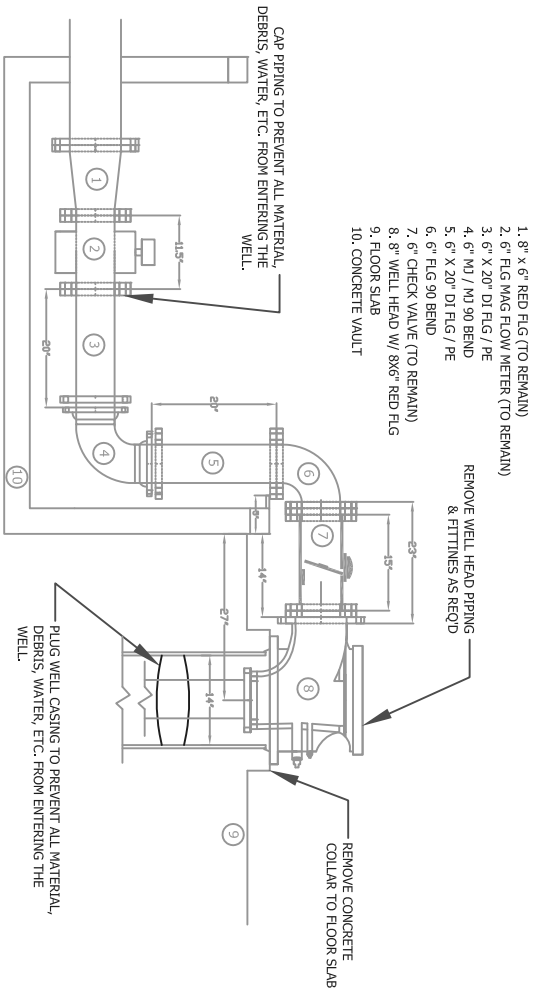 1. 8" x 6" RED FLG (TO REMAIN)
2. 6" FLG MAG FLOW METER (TO REMAIN)
3. 6" X 20" DI FLG / PE
4. 6" MJ / MJ 90 BEND
5. 6" X 20" DI FLG / PE
6. 6" FLG 90 BEND
7. 6" CHECK VALVE (TO REMAIN)
8. 8" WELL HEAD W/ 8X6" RED FLG
9. FLOOR SLAB
10. CONCRETE VAULT
REMOVE WELL HEAD PIPING
& FITTINES AS REQ'D
REMOVE CONCRETE
COLLAR TO FLOOR SLAB
CAP PIPING TO PREVENT ALL MATERIAL,
DEBRIS, WATER, ETC. FROM ENTERING THE
WELL.
PLUG WELL CASING TO PREVENT ALL MATERIAL,
DEBRIS, WATER, ETC. FROM ENTERING THE
WELL.
23"
15"
11.5"
20"
20"
6"
14"
27"
14"
1
2
3
4
5
6
7
8
9
10